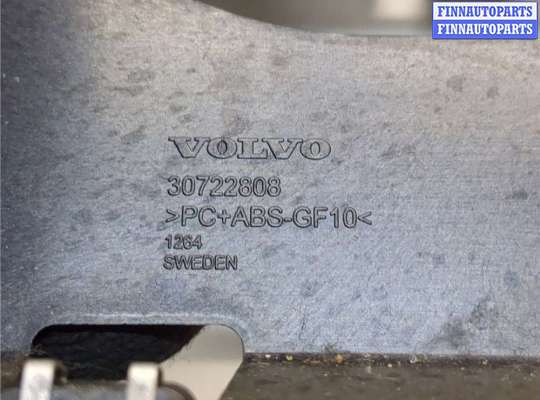 FINNAUTOPARTS
FINNAUTOPARTS
VOLVO
30722808
>PC+ABS-GF10<
1264
SWEDEN